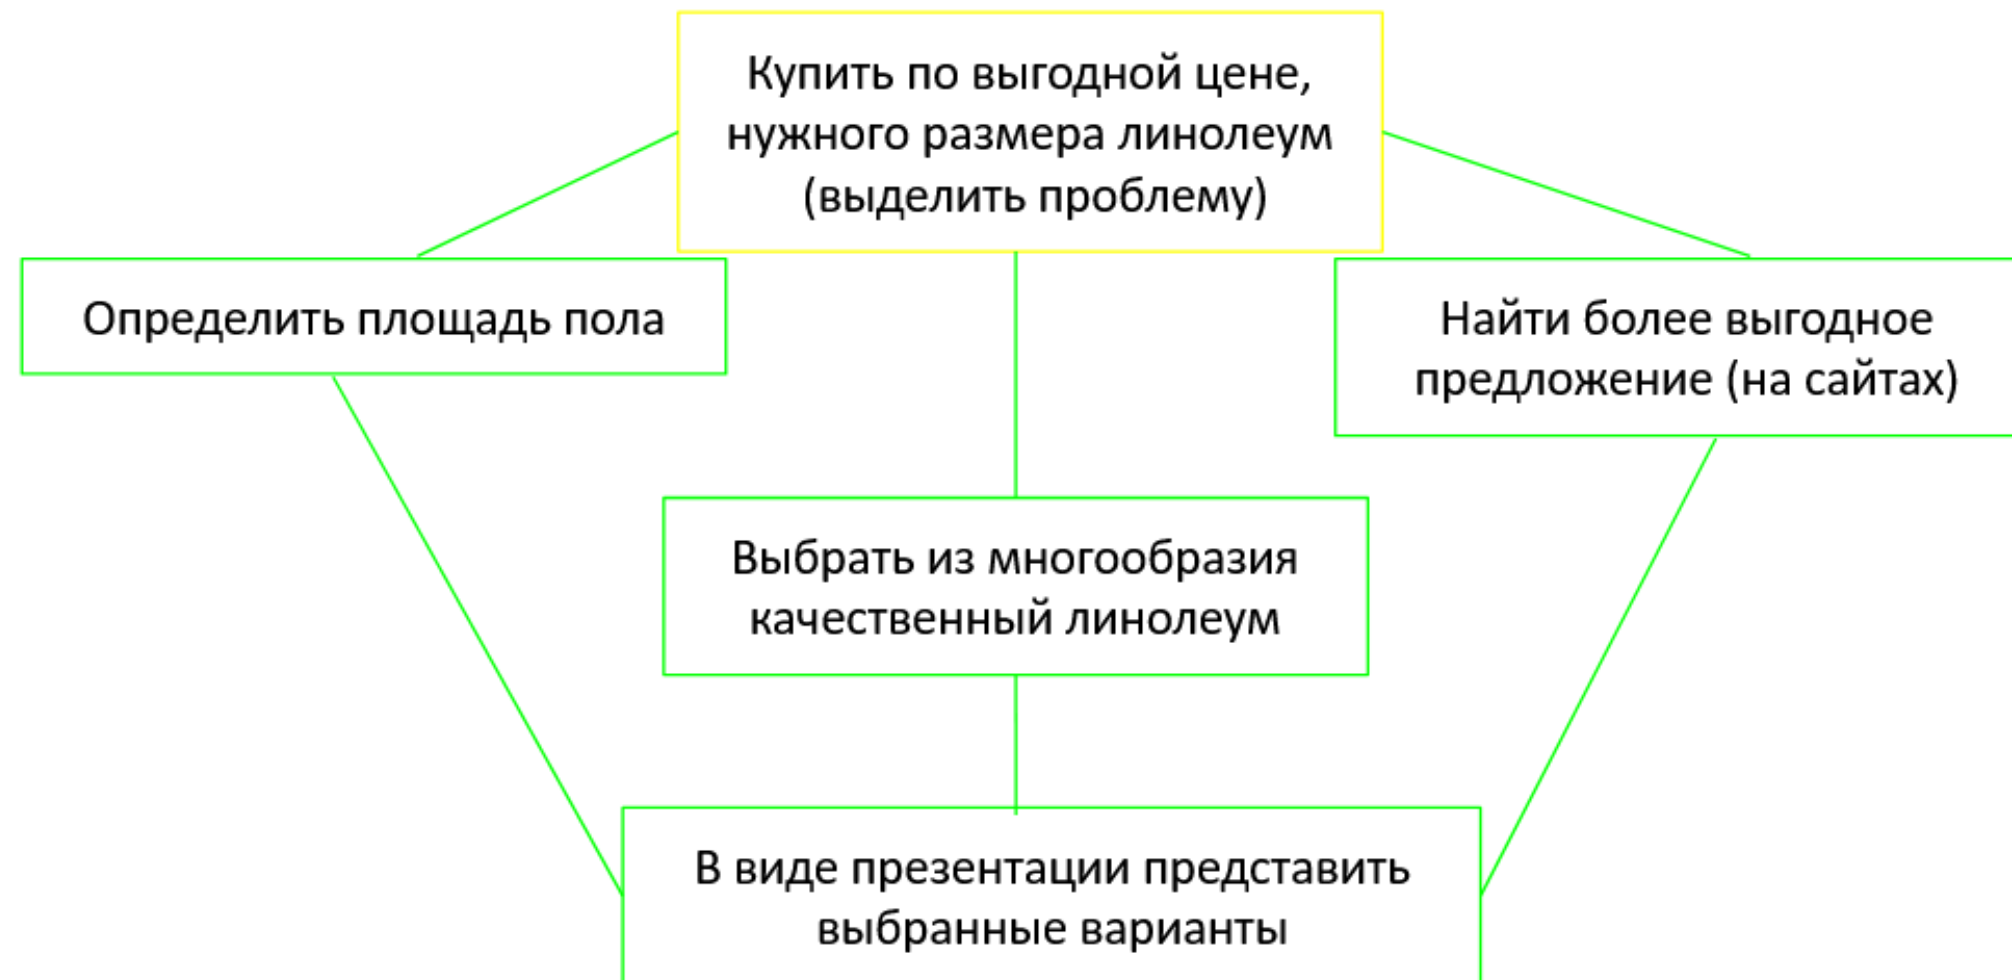 Купить по выгодной цене,
нужного размера линолеум
(выделить проблему)
Определить площадь пола
Найти более выгодное
предложение (на сайтах)
Выбрать из многообразия
качественный линолеум
В виде презентации представить
выбранные варианты